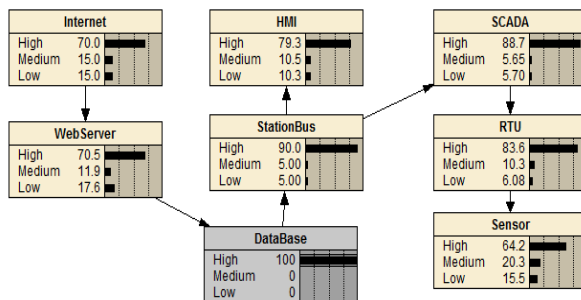 Internet
High 70.0
Medium 15.0
Low 15.0
HMI
High 79.3
Medium 10.5
Low 10.3
SCADA
High 88.7
Medium 5.65
Low 5.70
WebServer
High 70.5
Medium 11.9
Low 17.6
StationBus
High 90.0
Medium 5.00
Low 5.00
RTU
High 83.6
Medium 10.3
Low 6.08
DataBase
High 100
Medium 0
Low 0
Sensor
High 64.2
Medium 20.3
Low 15.5